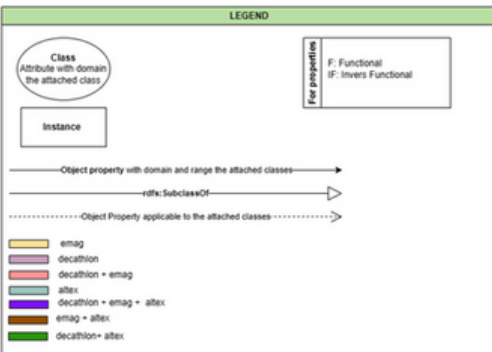 LEGEND
Class
Attribute with domain
the attached class
For properties
F: Functional
IF: Invers Functional
Instance
Object property with domain and range the attached classes
rdfs:SubclassOf
Object Property applicable to the attached classes
emag
decathlon
decathlon + emag
altex
decathlon + emag + altex
emag + altex
decathlon+ altex